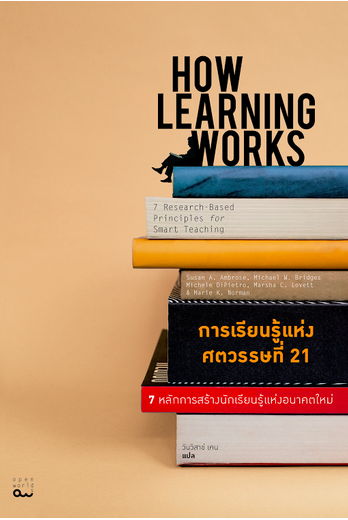 HOW
LEARNING
WORKS
7 Research-Based
Principles for
Smart Teaching
Susan A. Ambrose, Michael W. Bridges
Michele DiPietro, Marsha C. Lovett
& Marie K. Norman
การเรียนรู้แห่ง
ศตวรรษที่ 21
7 หลักการสร้างนักเรียนรู้แห่งอนาคตใหม่
วันวิสาข์ เคน
แปล
open
world